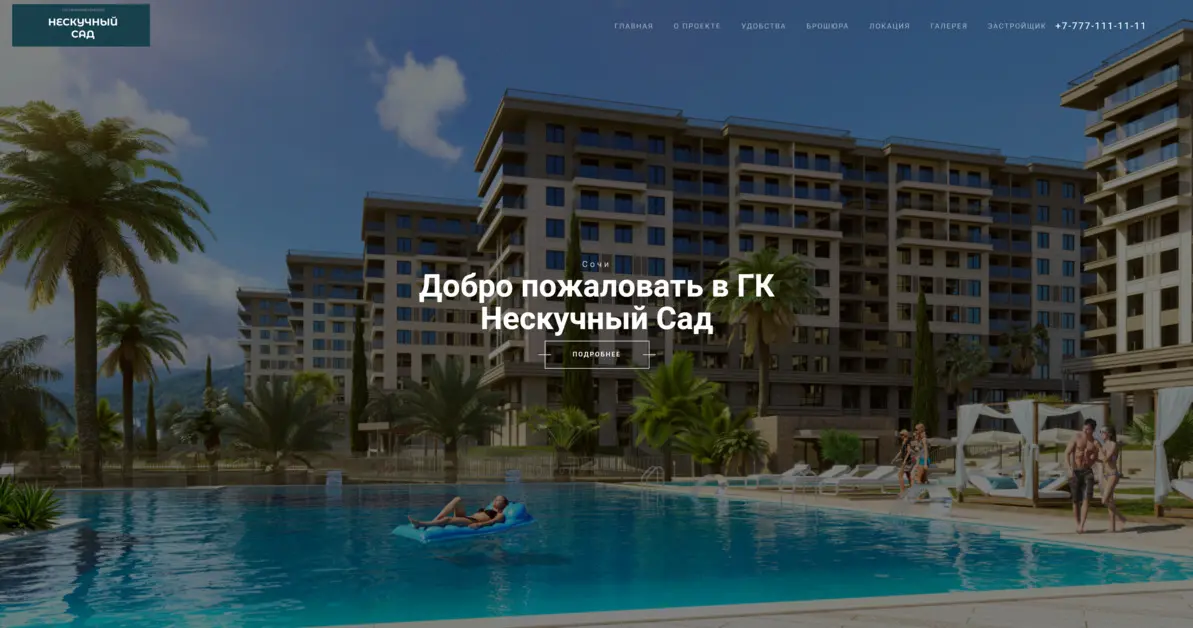 НЕСКУЧНЫЙ
САД
ГЛАВНАЯ О ПРОЕКТЕ УДОБСТВА БРОШЮРА ЛОКАЦИЯ ГАЛЕРЕЯ ЗАСТРОЙЩИК +7-777-111-11-11
Сочи
Добро пожаловать в ГК
Нескучный Сад
ПОДРОБНЕЕ